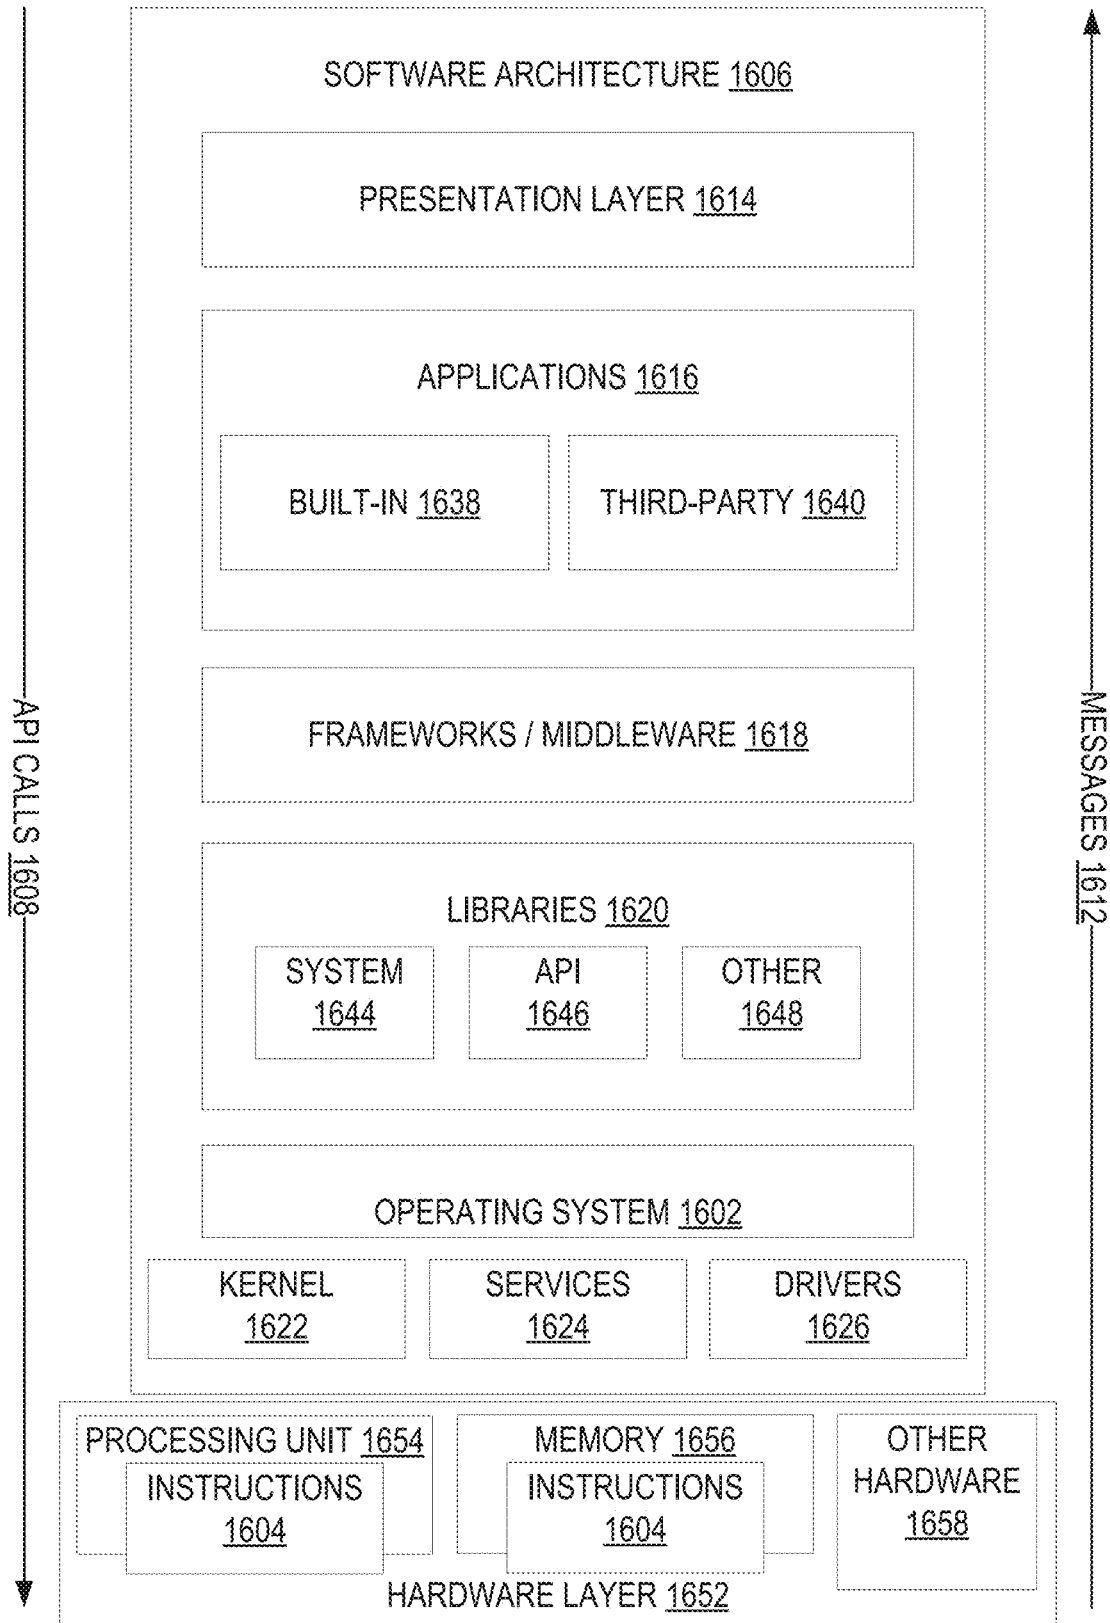 SOFTWARE ARCHITECTURE 1606
PRESENTATION LAYER 1614
APPLICATIONS 1616
BUILT-IN 1638
THIRD-PARTY 1640
FRAMEWORKS / MIDDLEWARE 1618
API CALLS 1608
MESSAGES 1612
LIBRARIES 1620
SYSTEM
1644
API
1646
OTHER
1648
OPERATING SYSTEM 1602
KERNEL
1622
SERVICES
1624
DRIVERS
1626
PROCESSING UNIT 1654
INSTRUCTIONS
1604
MEMORY 1656
INSTRUCTIONS
1604
OTHER
HARDWARE
1658
HARDWARE LAYER 1652